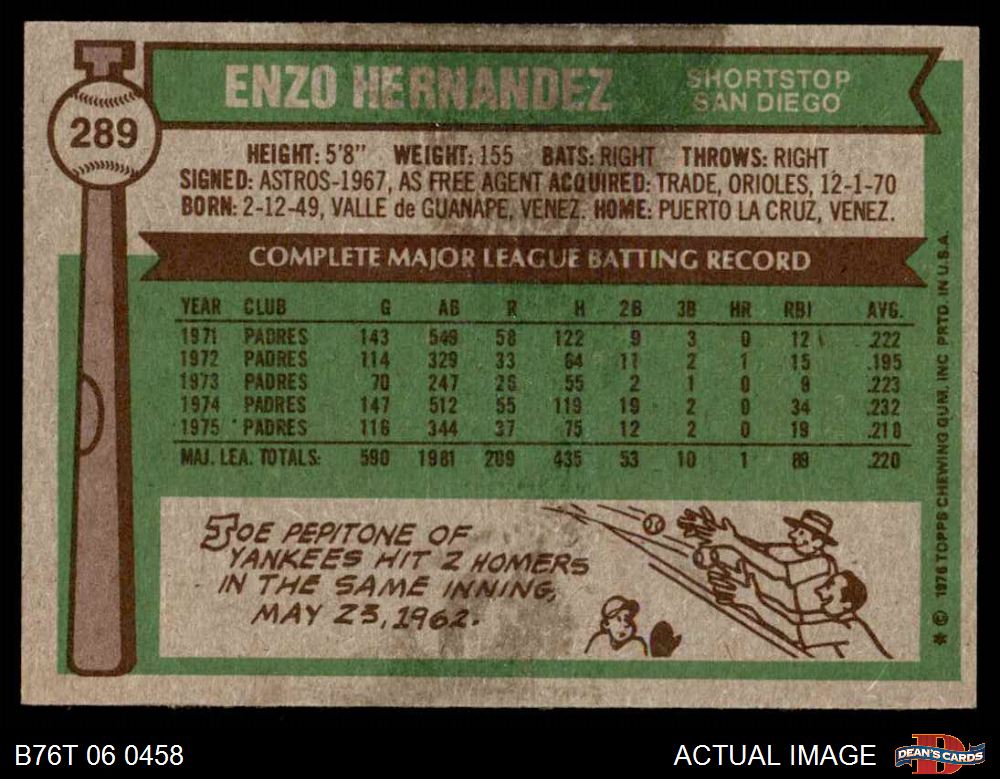 289
ENZO HERNANDEZ
SHORTSTOP
SAN DIEGO
HEIGHT: 5'8" WEIGHT: 155 BATS: RIGHT THROWS: RIGHT
SIGNED: ASTROS-1967, AS FREE AGENT ACQUIRED: TRADE, ORIOLES, 12-1-70
BORN: 2-12-49, VALLE de GUANAPE, VENEZ. HOME: PUERTO LA CRUZ, VENEZ.
COMPLETE MAJOR LEAGUE BATTING RECORD
YEAR CLUB G AB R H 2B 3B HR RBI AVG.
1971 PADRES 143 549 58 122 9 3 0 12 .222
1972 PADRES 114 329 33 64 11 2 1 15 .195
1973 PADRES 70 247 26 55 2 1 0 9 .223
1974 PADRES 147 512 55 119 19 2 0 34 .232
1975 PADRES 116 344 37 75 12 2 0 19 .218
MAJ. LEA. TOTALS: 590 1981 209 435 53 10 1 89 .220
JOE PEPITONE OF
YANKEES HIT 2 HOMERS
IN THE SAME INNING,
MAY 23, 1962.
* © 1976 TOPPS CHEWING GUM, INC. PRTD. IN U.S.A.
B76T 06 0458
ACTUAL IMAGE
D
DEAN'S CARDS